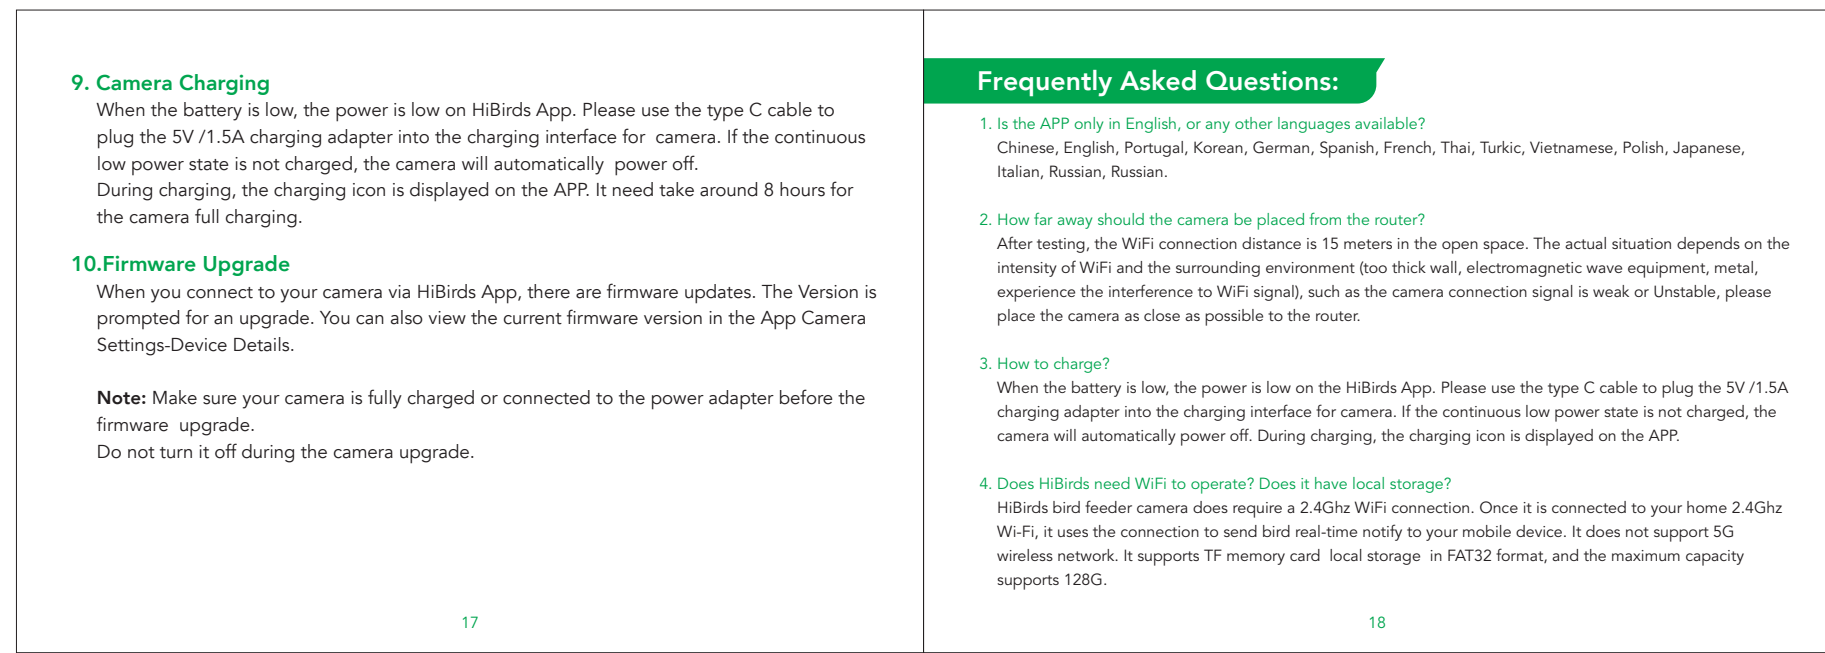 9. Camera Charging
When the battery is low, the power is low on HiBirds App. Please use the type C cable to
plug the 5V /1.5A charging adapter into the charging interface for  camera. If the continuous
low power state is not charged, the camera will automatically  power off.
During charging, the charging icon is displayed on the APP. It need take around 8 hours for
the camera full charging.
10.Firmware Upgrade
When you connect to your camera via HiBirds App, there are firmware updates. The Version is
prompted for an upgrade. You can also view the current firmware version in the App Camera
Settings-Device Details.
Note: Make sure your camera is fully charged or connected to the power adapter before the
firmware  upgrade.
Do not turn it off during the camera upgrade.
17
Frequently Asked Questions:
1. Is the APP only in English, or any other languages available?
Chinese, English, Portugal, Korean, German, Spanish, French, Thai, Turkic, Vietnamese, Polish, Japanese,
Italian, Russian, Russian.
2. How far away should the camera be placed from the router?
After testing, the WiFi connection distance is 15 meters in the open space. The actual situation depends on the
intensity of WiFi and the surrounding environment (too thick wall, electromagnetic wave equipment, metal,
experience the interference to WiFi signal), such as the camera connection signal is weak or Unstable, please
place the camera as close as possible to the router.
3. How to charge?
When the battery is low, the power is low on the HiBirds App. Please use the type C cable to plug the 5V /1.5A
charging adapter into the charging interface for camera. If the continuous low power state is not charged, the
camera will automatically power off. During charging, the charging icon is displayed on the APP.
4. Does HiBirds need WiFi to operate? Does it have local storage?
HiBirds bird feeder camera does require a 2.4Ghz WiFi connection. Once it is connected to your home 2.4Ghz
Wi-Fi, it uses the connection to send bird real-time notify to your mobile device. It does not support 5G
wireless network. It supports TF memory card  local storage  in FAT32 format, and the maximum capacity
supports 128G.
18